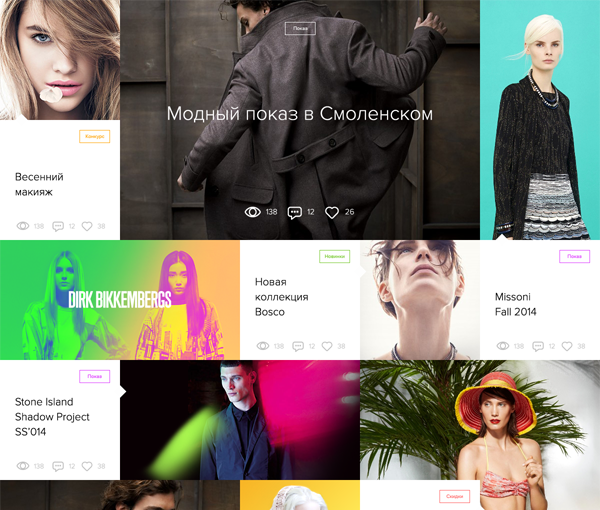 Показ
Модный показ в Смоленском
138 12 26
Конкурс
Весенний
макияж
138 12 38
DIRK BIKKEMBERGS
Новинки
Новая
коллекция
Bosco
138 12 38
Показ
Missoni
Fall 2014
138 12 38
Показ
Stone Island
Shadow Project
SS'014
138 12 38
Скидки